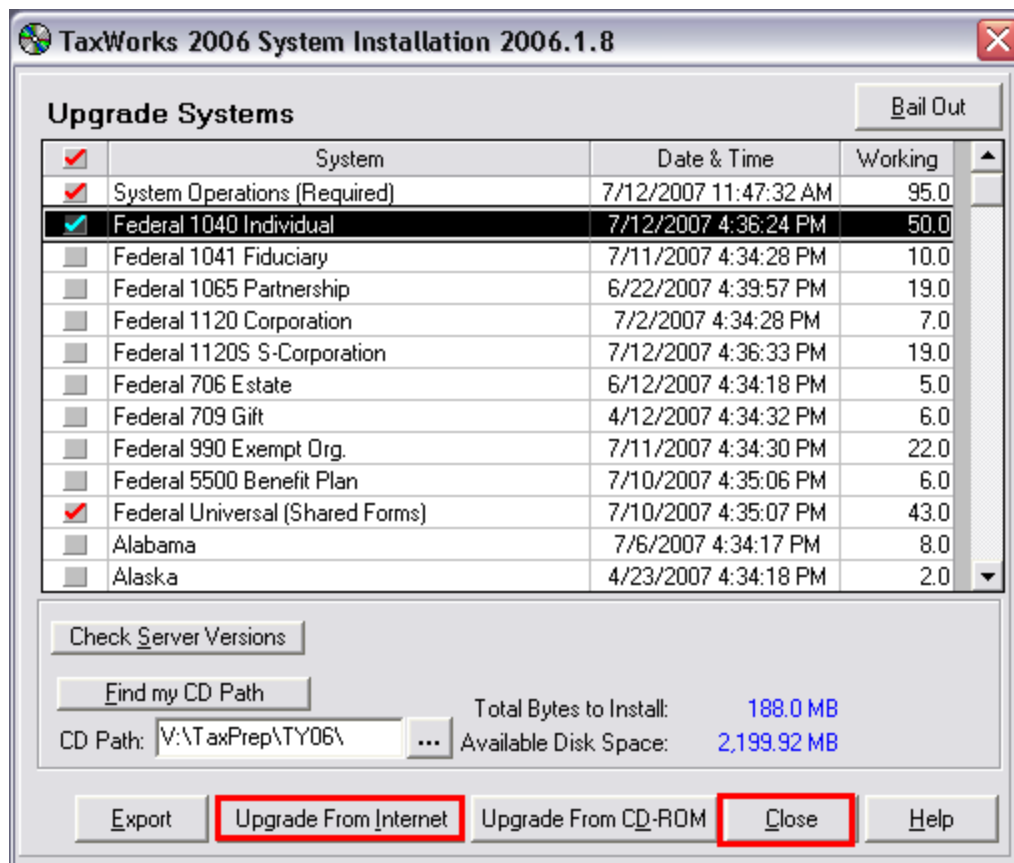 TaxWorks 2006 System Installation 2006.1.8
Upgrade Systems
Bail Out
System Date & Time Working
System Operations (Required) 7/12/2007 11:47:32 AM 95.0
Federal 1040 Individual 7/12/2007 4:36:24 PM 50.0
Federal 1041 Fiduciary 7/11/2007 4:34:28 PM 10.0
Federal 1065 Partnership 6/22/2007 4:39:57 PM 19.0
Federal 1120 Corporation 7/2/2007 4:34:28 PM 7.0
Federal 1120S S-Corporation 7/12/2007 4:36:33 PM 19.0
Federal 706 Estate 6/12/2007 4:34:18 PM 5.0
Federal 709 Gift 4/12/2007 4:34:32 PM 6.0
Federal 990 Exempt Org. 7/11/2007 4:34:30 PM 22.0
Federal 5500 Benefit Plan 7/10/2007 4:35:06 PM 6.0
Federal Universal (Shared Forms) 7/10/2007 4:35:07 PM 43.0
Alabama 7/6/2007 4:34:17 PM 8.0
Alaska 4/23/2007 4:34:18 PM 2.0
Check Server Versions
Find my CD Path
Total Bytes to Install: 188.0 MB
CD Path: V:\TaxPrep\TY06\ ... Available Disk Space: 2,199.92 MB
Export Upgrade From Internet Upgrade From CD-ROM Close Help